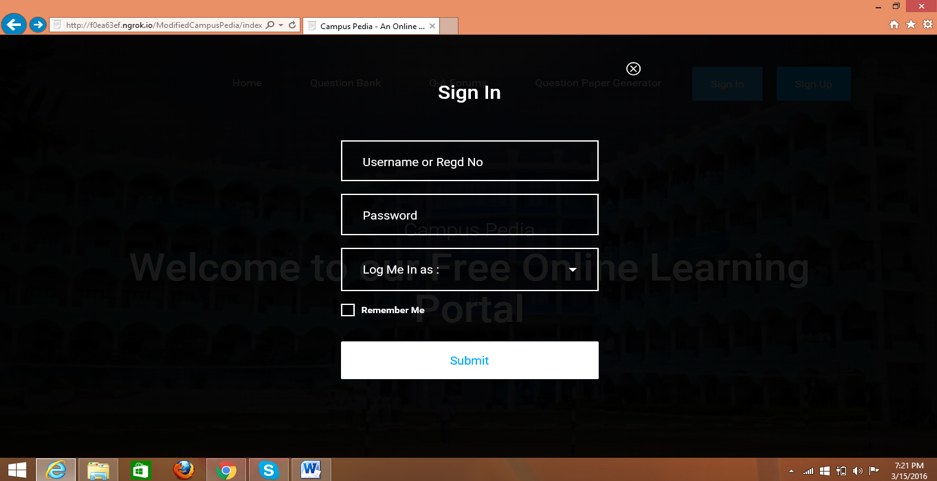 http://f0ea63ef.ngrok.io/ModifiedCampusPedia/index
Campus Pedia - An Online ...
Home
Question Bank
Q-A Forums
Question Paper Generator
Sign In
Sign Up
Sign In
Username or Regd No
Password
Campus Pedia
Welcome to our Free Online Learning
Portal
Log Me In as :
Remember Me
Submit
7:21 PM
3/15/2016